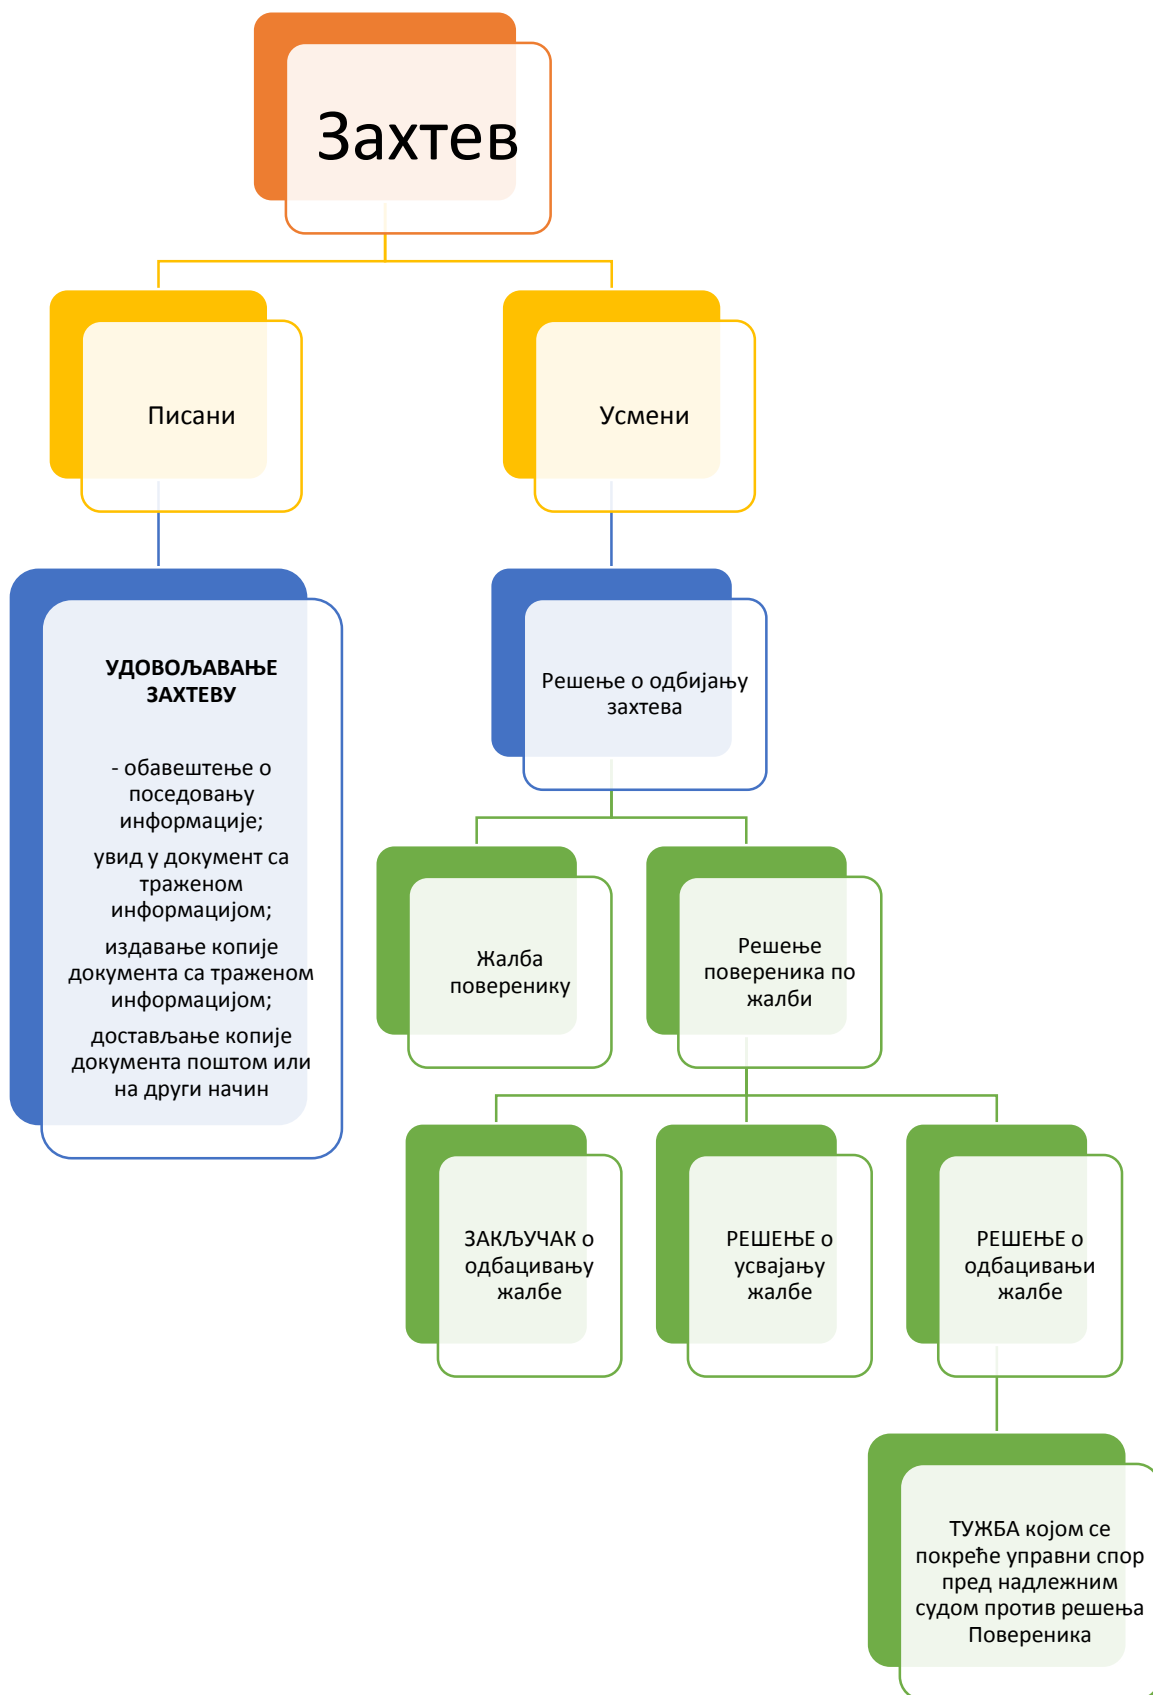 Захтев
Писани
Усмени
УДОВОЉАВАЊЕ
ЗАХТЕВУ
- обавештење о
поседовању
информације;
увид у документ са
траженом
информацијом;
издавање копије
документа са траженом
информацијом;
достављање копије
документа поштом или
на други начин
Решење о одбијању
захтева
Жалба
поверенику
Решење
повереника по
жалби
ЗАКЉУЧАК о
одбацивању
жалбе
РЕШЕЊЕ о
усвајању
жалбе
РЕШЕЊЕ о
одбацивањи
жалбе
ТУЖБА којом се
покреће управни спор
пред надлежним
судом против решења
Повереника